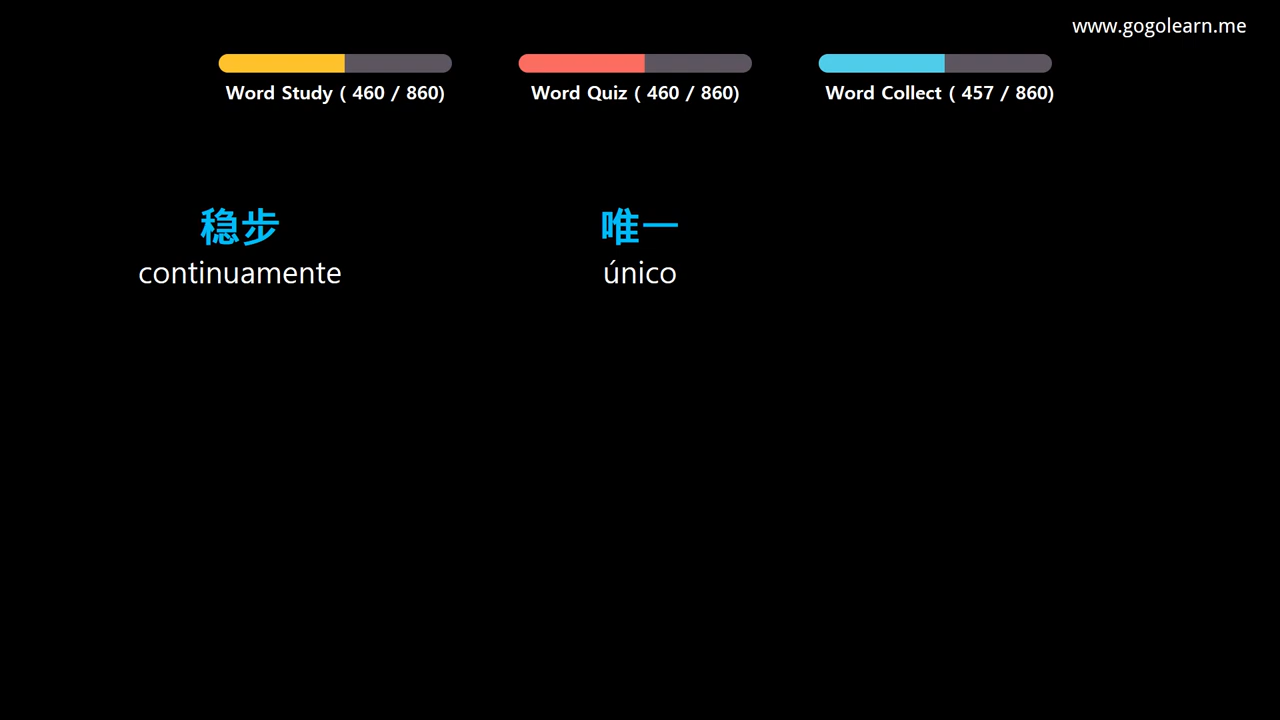 www.gogolearn.me
Word Study ( 460 / 860)
Word Quiz ( 460 / 860)
Word Collect ( 457 / 860)
稳步
continuamente
唯一
único